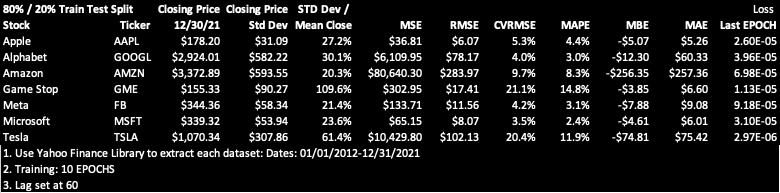 80% / 20% Train Test Split Closing Price Closing Price STD Dev / Loss
Stock Ticker 12/30/21 Std Dev Mean Close MSE RMSE CVRMSE MAPE MBE MAE Last EPOCH
Apple AAPL $178.20 $31.09 27.2% $36.81 $6.07 5.3% 4.4% -$5.07 $5.26 2.60E-05
Alphabet GOOGL $2,924.01 $582.22 30.1% $6,109.95 $78.17 4.0% 3.0% -$12.30 $60.33 3.96E-05
Amazon AMZN $3,372.89 $593.55 20.3% $80,640.30 $283.97 9.7% 8.3% -$256.35 $257.36 6.98E-05
Game Stop GME $155.33 $90.27 109.6% $302.95 $17.41 21.1% 14.8% -$3.85 $6.60 1.13E-05
Meta FB $344.36 $58.34 21.4% $133.71 $11.56 4.2% 3.1% -$7.88 $9.08 9.18E-05
Microsoft MSFT $339.32 $53.94 23.6% $65.15 $8.07 3.5% 2.4% -$4.61 $6.01 3.10E-05
Tesla TSLA $1,070.34 $307.86 61.4% $10,429.80 $102.13 20.4% 11.9% -$74.81 $75.42 2.97E-06
1. Use Yahoo Finance Library to extract each dataset: Dates: 01/01/2012-12/31/2021
2. Training: 10 EPOCHS
3. Lag set at 60